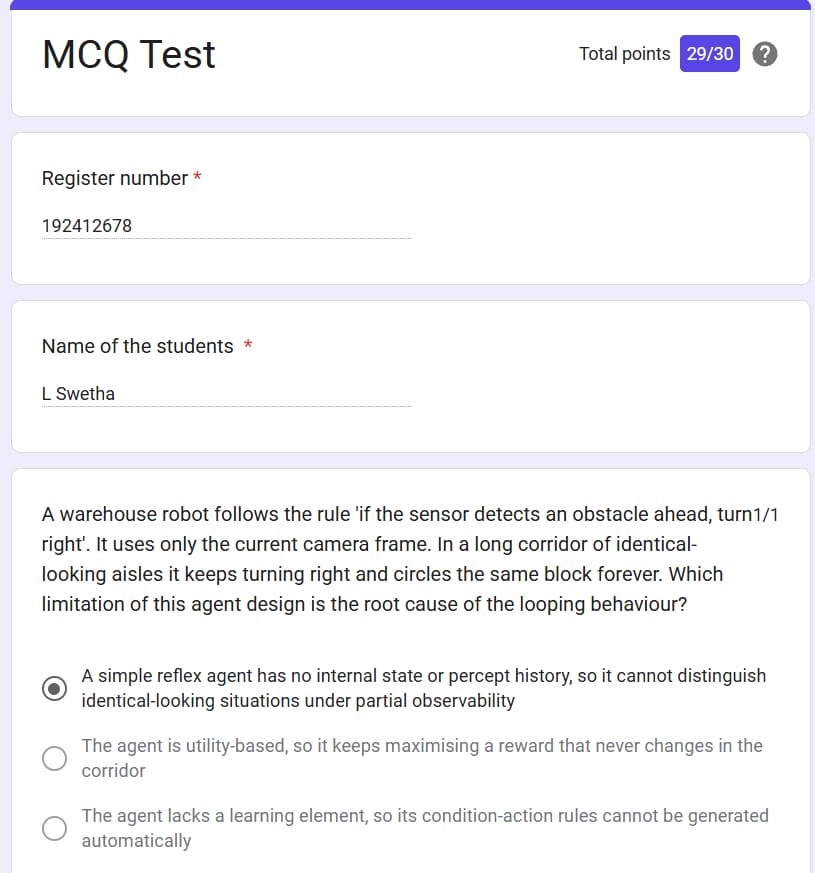 MCQ Test
Total points 29/30 ?
Register number *
192412678
Name of the students *
L Swetha
A warehouse robot follows the rule 'if the sensor detects an obstacle ahead, turn 1/1
right'. It uses only the current camera frame. In a long corridor of identical-
looking aisles it keeps turning right and circles the same block forever. Which
limitation of this agent design is the root cause of the looping behaviour?
A simple reflex agent has no internal state or percept history, so it cannot distinguish
identical-looking situations under partial observability
The agent is utility-based, so it keeps maximising a reward that never changes in the
corridor
The agent lacks a learning element, so its condition-action rules cannot be generated
automatically